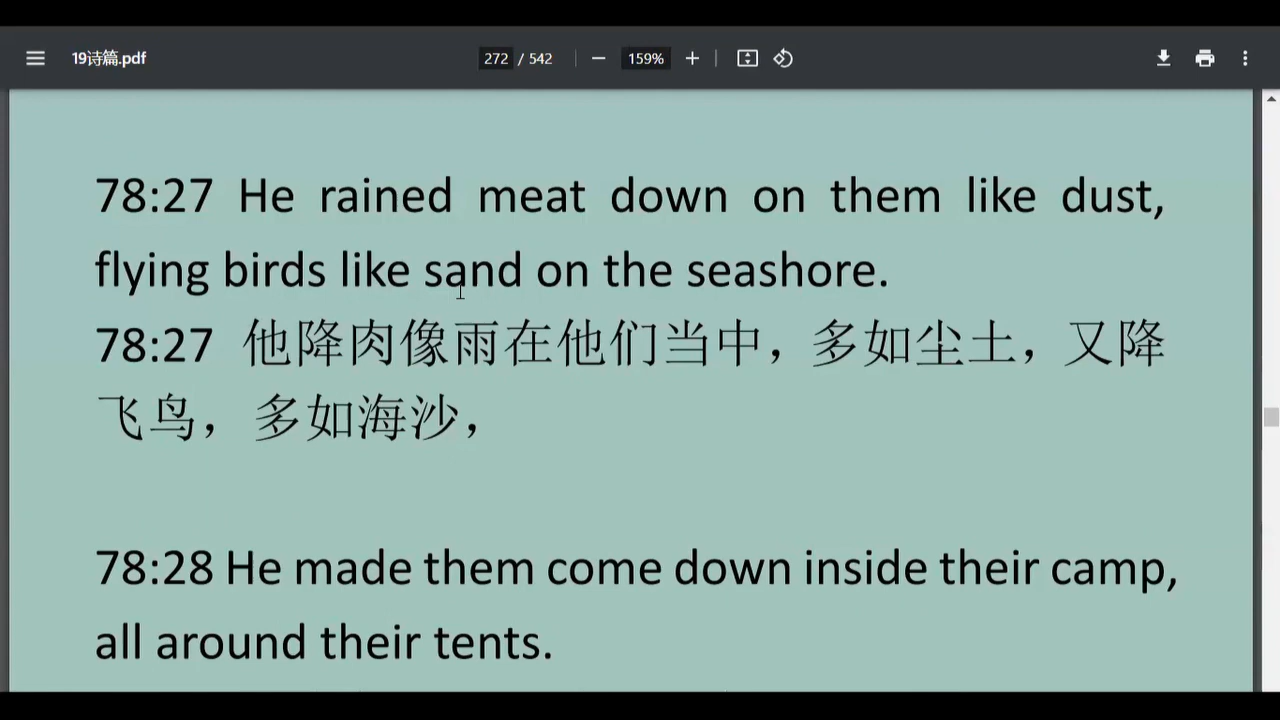 19诗篇.pdf
272 / 542
159%
78:27 He rained meat down on them like dust,
flying birds like sand on the seashore.
78:27 他降肉像雨在他们当中，多如尘土，又降
飞鸟，多如海沙，
78:28 He made them come down inside their camp,
all around their tents.